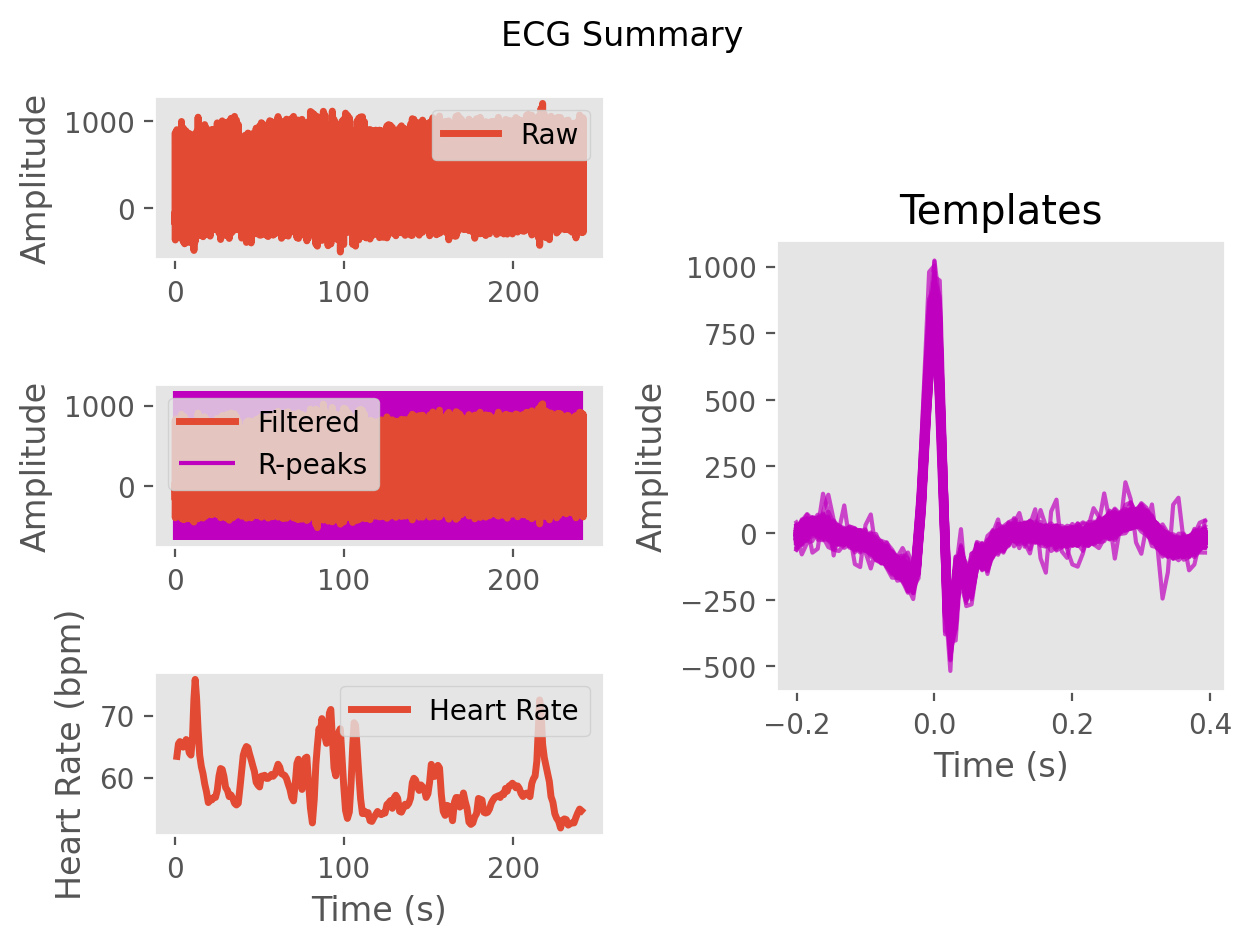 ECG Summary
Amplitude
1000
0
Raw
0
100
200
Amplitude
1000
0
Filtered
R-peaks
0
100
200
Heart Rate (bpm)
70
60
Heart Rate
0
100
200
Time (s)
Templates
Amplitude
1000
750
500
250
0
−250
−500
−0.2
0.0
0.2
0.4
Time (s)